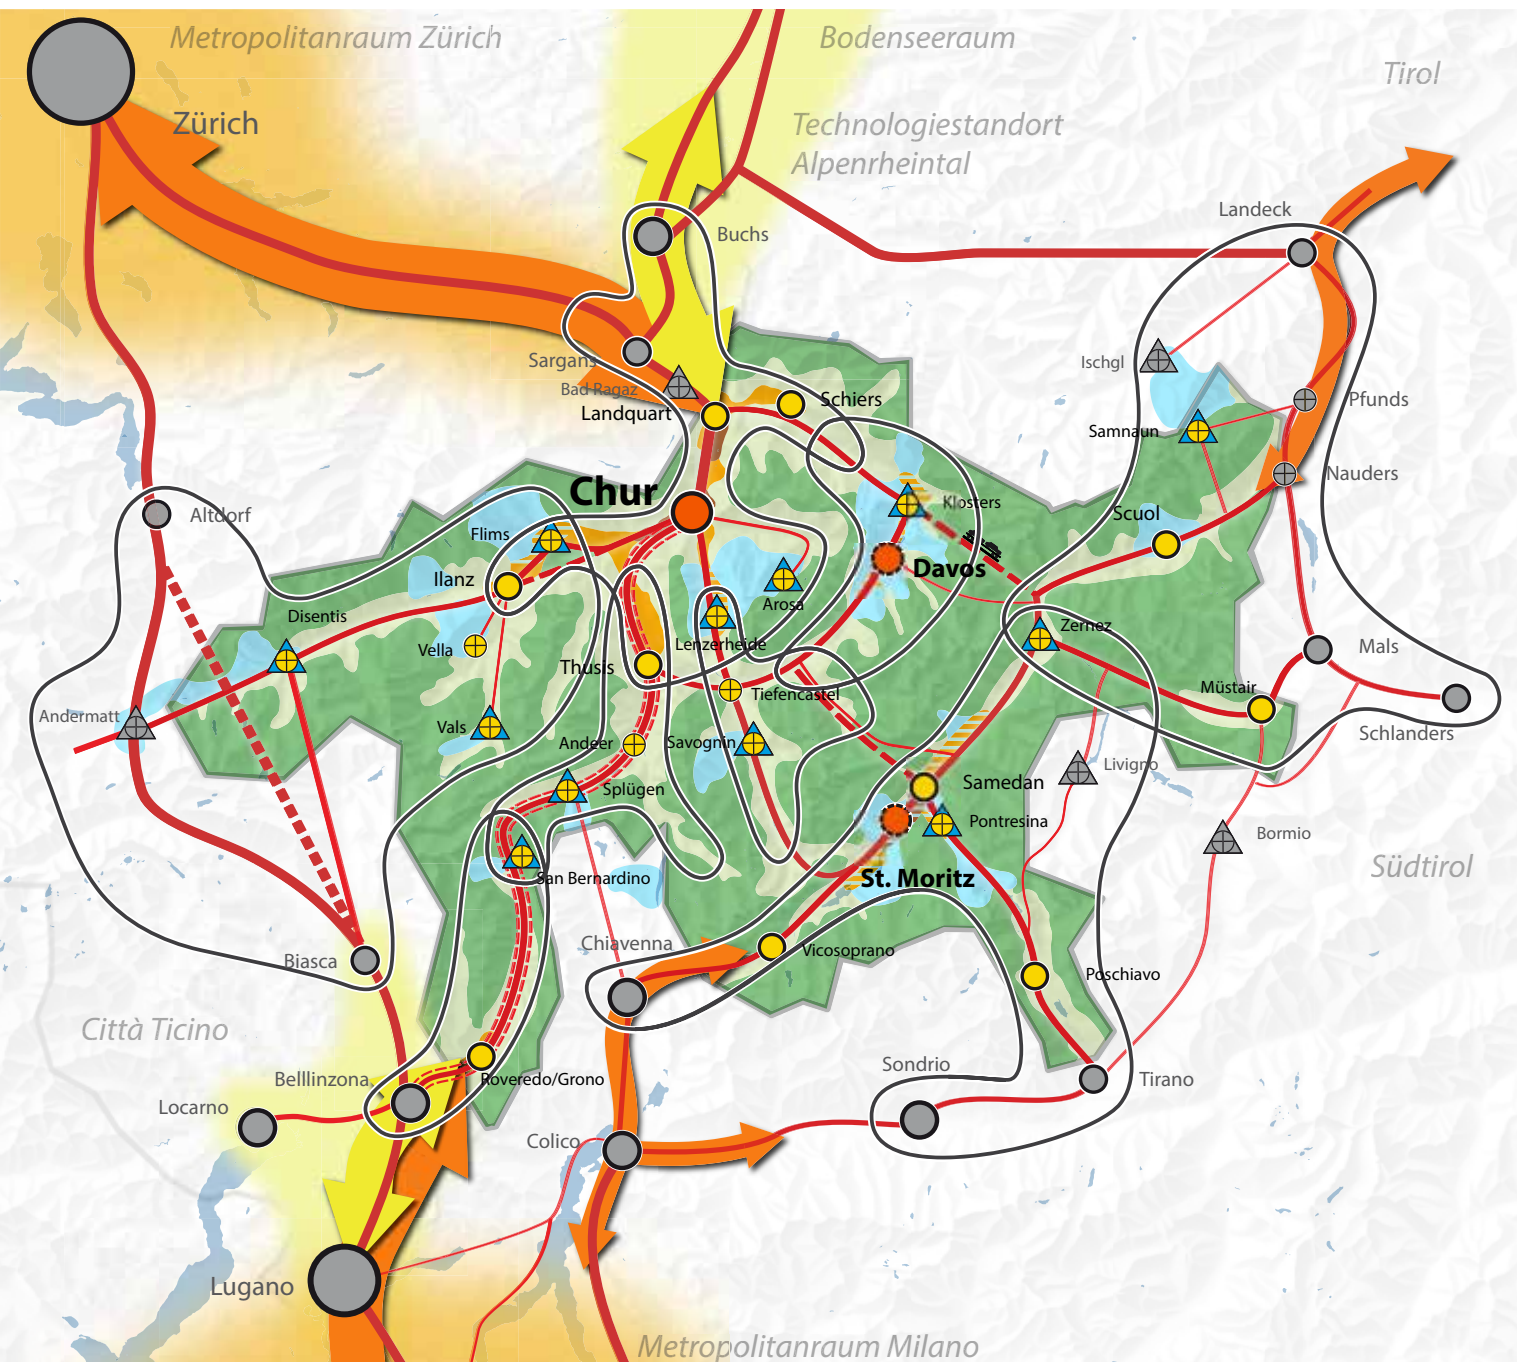 Metropolitanraum Zürich
Bodenseeraum
Tirol
Zürich
Technologiestandort
Alpenrheintal
Landeck
Buchs
Sargans
Ischgl
Bad Ragaz
Landquart
Schiers
Pfunds
Samnaun
Nauders
Chur
Klosters
Altdorf
Scuol
Flims
Davos
Ilanz
Arosa
Disentis
Zernez
Vella
Lenzerheide
Mals
Thusis
Tiefencastel
Müstair
Andermatt
Vals
Andeer
Savognin
Schlanders
Livigno
Splügen
Samedan
Pontresina
Bormio
San Bernardino
St. Moritz
Südtirol
Chiavenna
Vicosoprano
Biasca
Poschiavo
Città Ticino
Sondrio
Belllinzona
Roveredo/Grono
Tirano
Locarno
Colico
Lugano
Metropolitanraum Milano